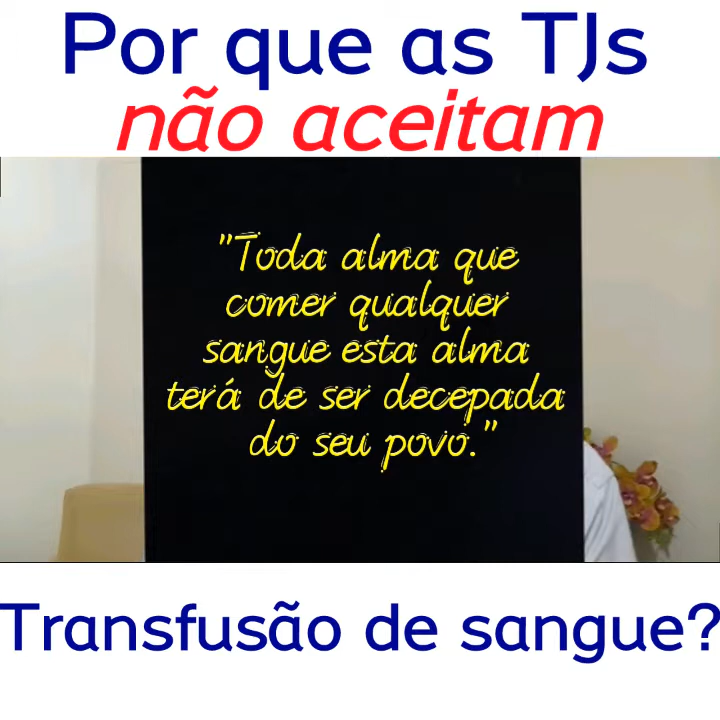 Por que as TJs
não aceitam
"Toda alma que
comer qualquer
sangue esta alma
terá de ser decepada
do seu povo."
Transfusão de sangue?